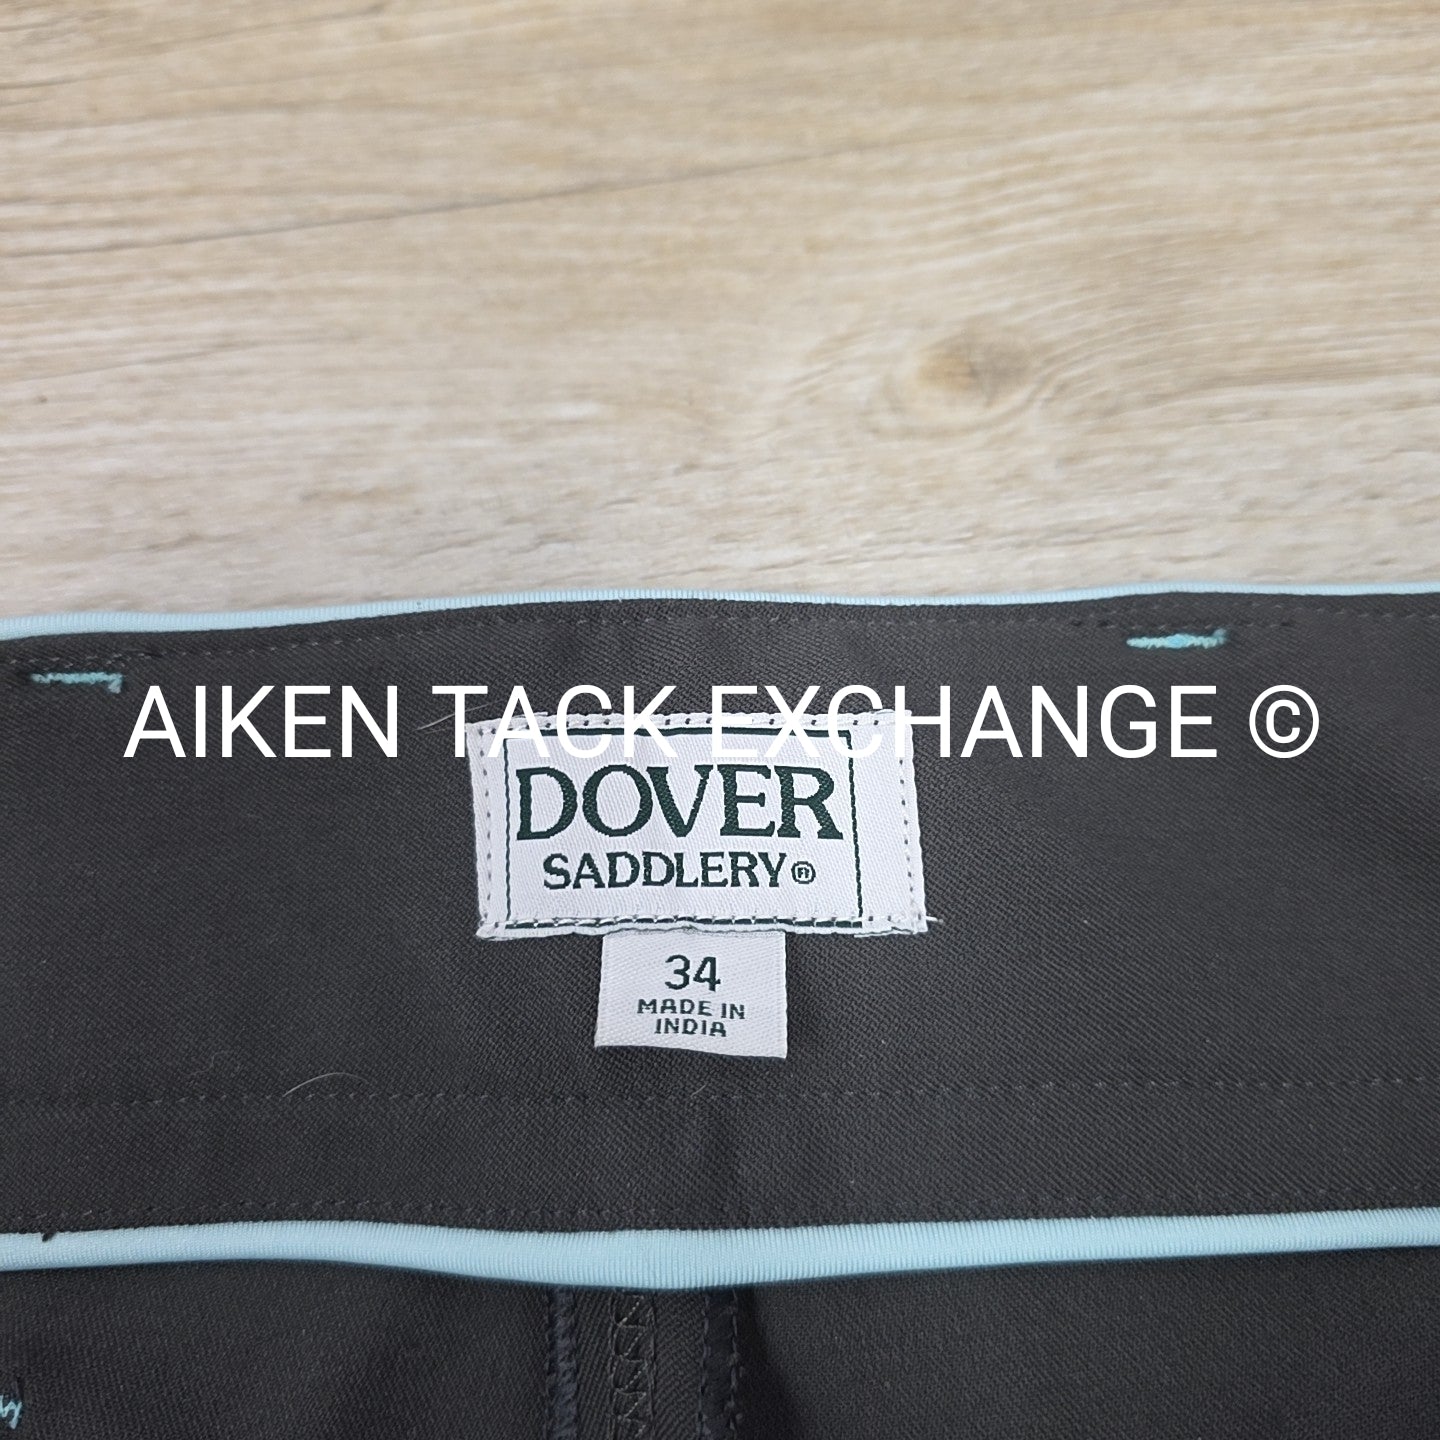 AIKEN TACK EXCHANGE ©
DOVER
SADDLERY®
34
MADE IN
INDIA